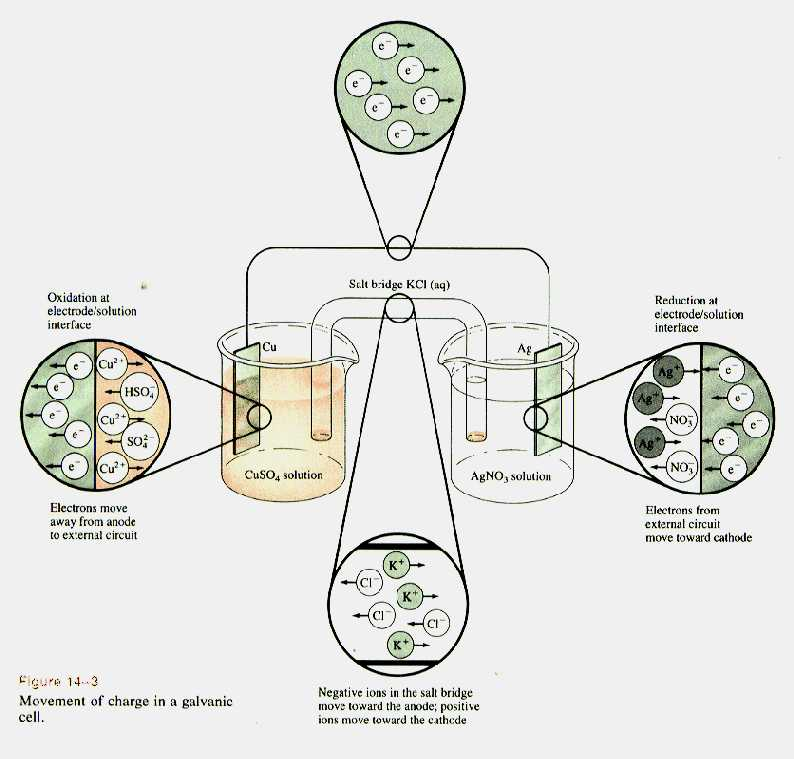 e⁻
e⁻
e⁻
e⁻
e⁻
e⁻
Salt bridge KCl (aq)
Oxidation at
electrode/solution
interface
Reduction at
electrode/solution
interface
Cu
Ag
e⁻
e⁻
e⁻
e⁻
e⁻
Cu²⁺
HSO₄⁻
Cu²⁺
SO₄²⁻
Cu²⁺
CuSO₄ solution
AgNO₃ solution
Ag⁺
Ag⁺
NO₃⁻
Ag⁺
NO₃⁻
e⁻
e⁻
e⁻
e⁻
e⁻
Electrons move
away from anode
to external circuit
Electrons from
external circuit
move toward cathode
K⁺
Cl⁻
K⁺
Cl⁻
Cl⁻
K⁺
Figure 14–3
Movement of charge in a galvanic
cell.
Negative ions in the salt bridge
move toward the anode; positive
ions move toward the cathode